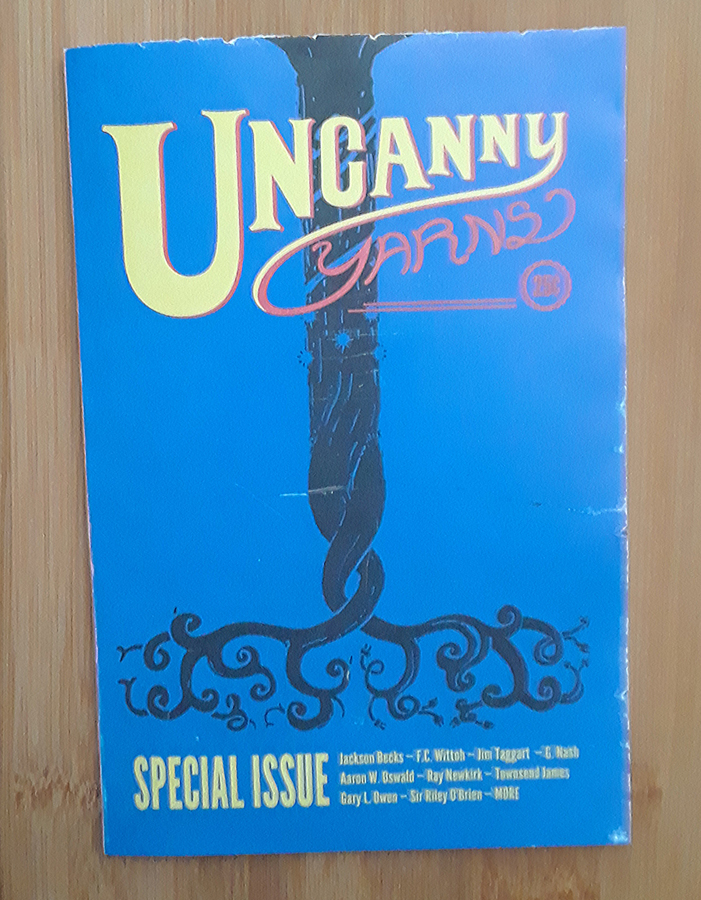 UNCANNY
YARNS
SPECIAL ISSUE
Jackson Becks – F.C. Wittoh – Jim Taggart – G. Nash
Aaron W. Oswald – Ray Newkirk – Townsend James
Gary L. Owen – Sir Riley O'Brien – MORE